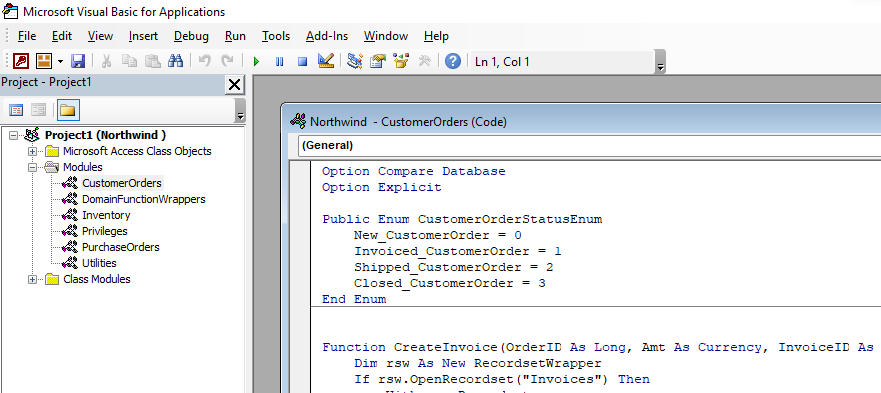 Microsoft Visual Basic for Applications
File Edit View Insert Debug Run Tools Add-Ins Window Help
Ln 1, Col 1
Project - Project1
Project1 (Northwind )
Microsoft Access Class Objects
Modules
CustomerOrders
DomainFunctionWrappers
Inventory
Privileges
PurchaseOrders
Utilities
Class Modules
Northwind - CustomerOrders (Code)
(General)
Option Compare Database
Option Explicit
Public Enum CustomerOrderStatusEnum
New_CustomerOrder = 0
Invoiced_CustomerOrder = 1
Shipped_CustomerOrder = 2
Closed_CustomerOrder = 3
End Enum
Function CreateInvoice(OrderID As Long, Amt As Currency, InvoiceID As
Dim rsw As New RecordsetWrapper
If rsw.OpenRecordset("Invoices") Then